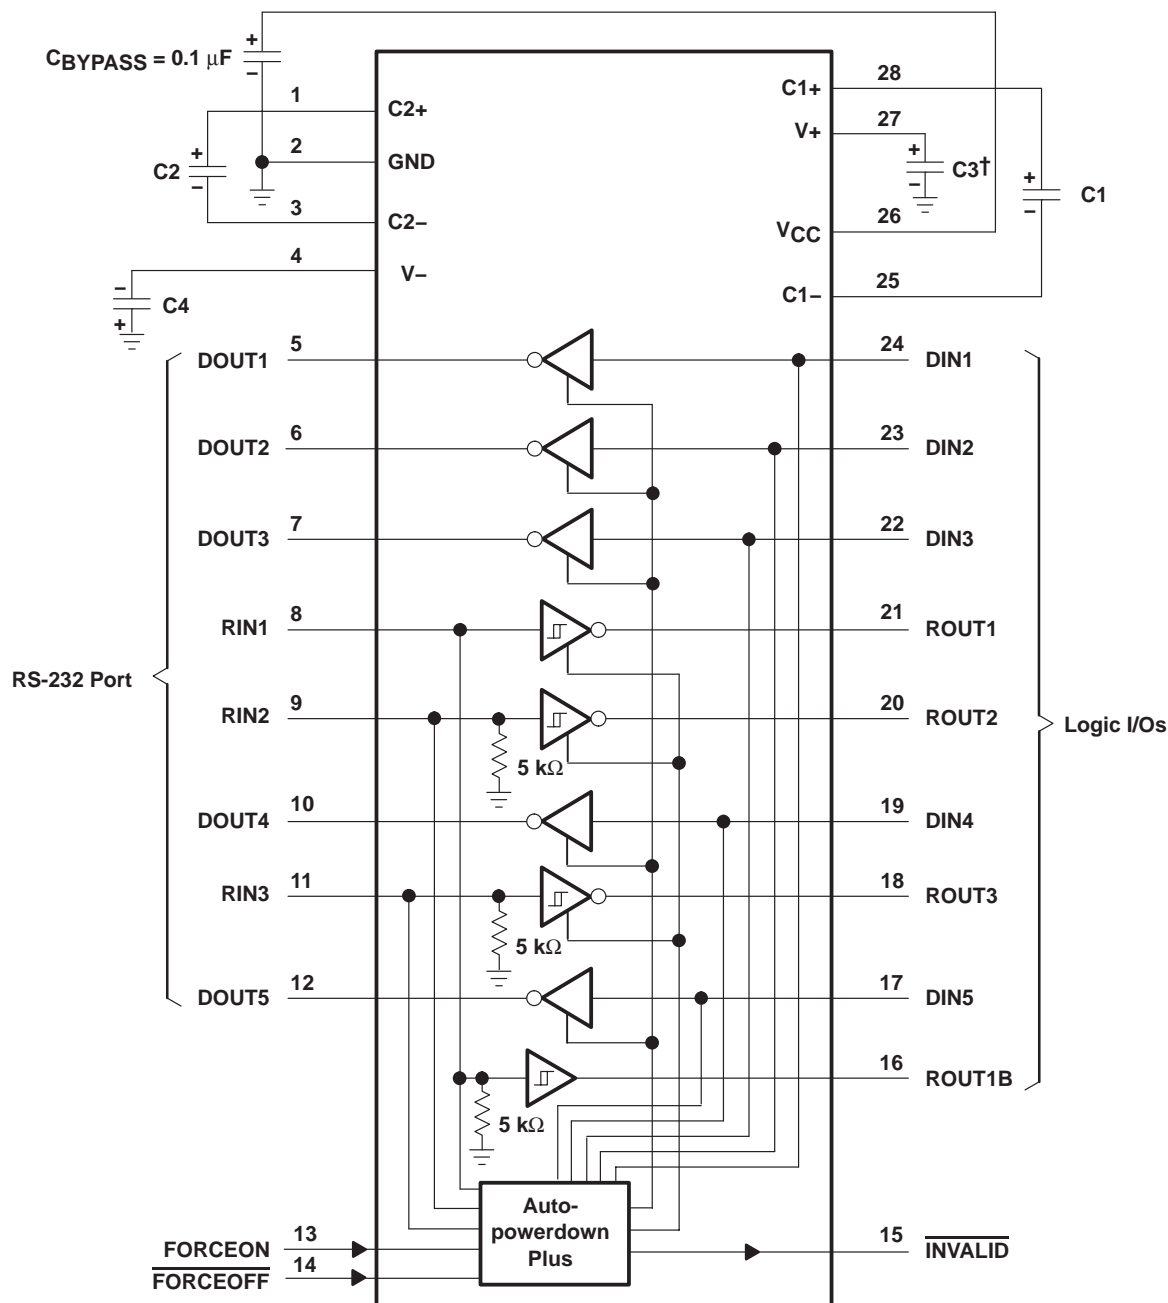 CBYPASS = 0.1 µF
+
−
1
C2+
C1+
28
V+
27
2
GND
C2
+
−
+
−
C3†
+
−
C1
3
C2−
VCC
26
4
V−
C1−
25
−
+
C4
DOUT1
5
24
DIN1
DOUT2
6
23
DIN2
DOUT3
7
22
DIN3
RIN1
8
21
ROUT1
RS-232 Port
RIN2
9
20
ROUT2
Logic I/Os
5 kΩ
DOUT4
10
19
DIN4
RIN3
11
18
ROUT3
5 kΩ
DOUT5
12
17
DIN5
16
ROUT1B
5 kΩ
Auto-
powerdown
Plus
FORCEON
13
15
INVALID
FORCEOFF
14